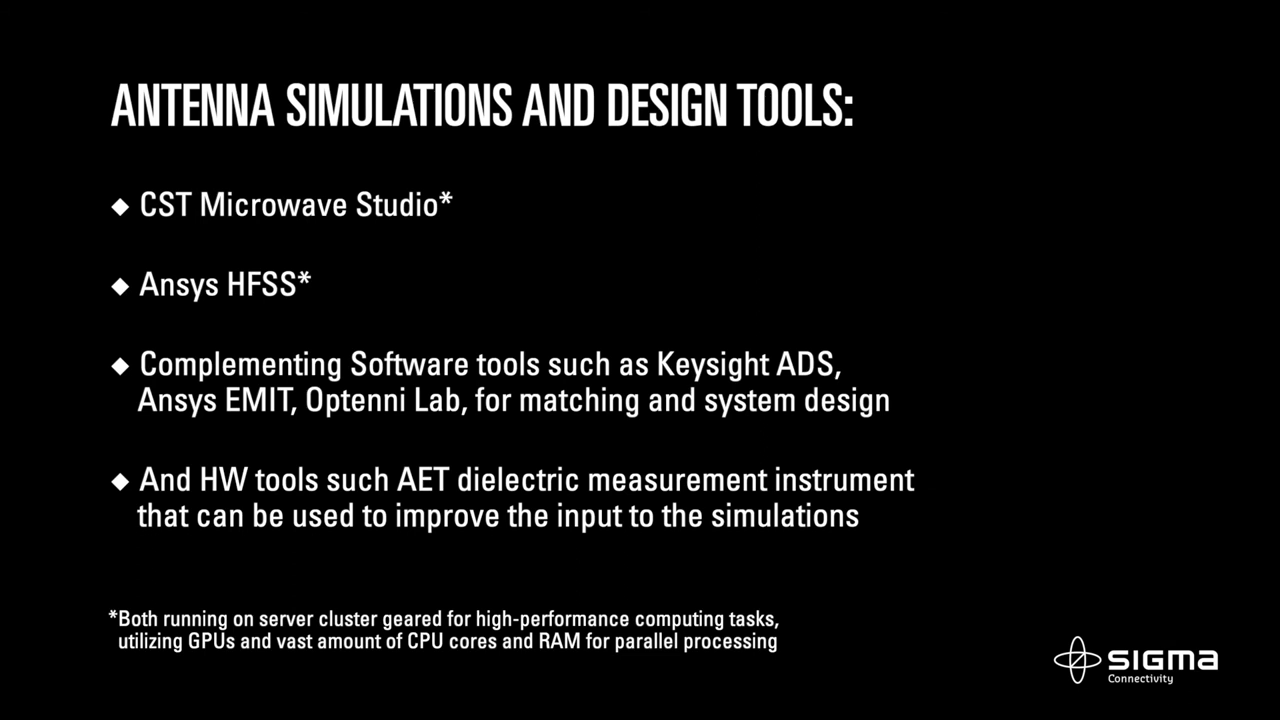 ANTENNA SIMULATIONS AND DESIGN TOOLS:
◆ CST Microwave Studio*
◆ Ansys HFSS*
◆ Complementing Software tools such as Keysight ADS,
Ansys EMIT, Optenni Lab, for matching and system design
◆ And HW tools such AET dielectric measurement instrument
that can be used to improve the input to the simulations
*Both running on server cluster geared for high-performance computing tasks,
utilizing GPUs and vast amount of CPU cores and RAM for parallel processing
sigma
Connectivity